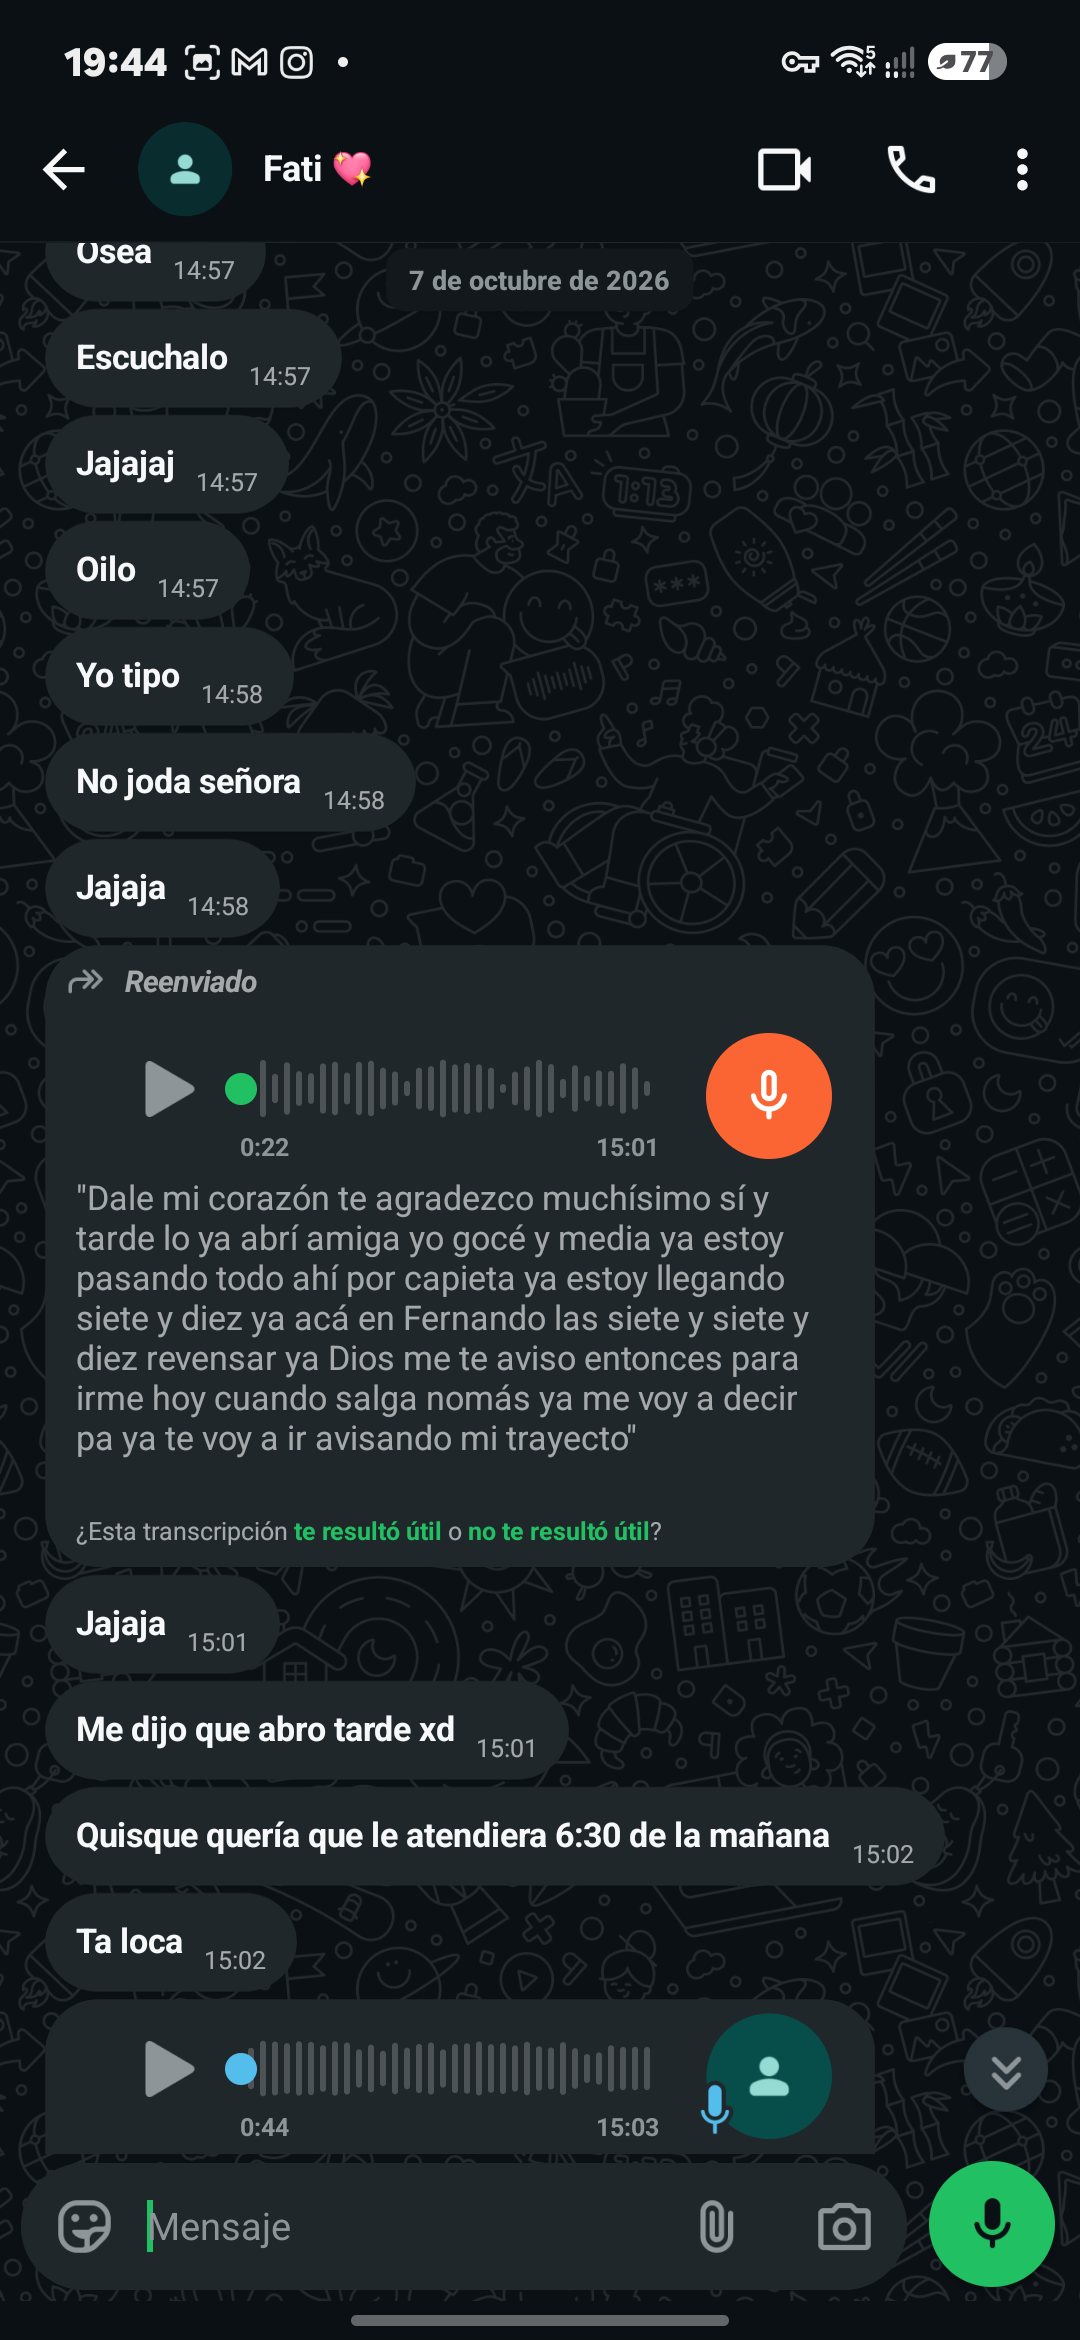 19:44
5
77
Fati 💖
Osea 14:57
7 de octubre de 2026
Escuchalo 14:57
Jajajaj 14:57
Oilo 14:57
Yo tipo 14:58
No joda señora 14:58
Jajaja 14:58
Reenviado
0:22 15:01
"Dale mi corazón te agradezco muchísimo sí y
tarde lo ya abrí amiga yo gocé y media ya estoy
pasando todo ahí por capieta ya estoy llegando
siete y diez ya acá en Fernando las siete y siete y
diez revensar ya Dios me te aviso entonces para
irme hoy cuando salga nomás ya me voy a decir
pa ya te voy a ir avisando mi trayecto"
¿Esta transcripción te resultó útil o no te resultó útil?
Jajaja 15:01
Me dijo que abro tarde xd 15:01
Quisque quería que le atendiera 6:30 de la mañana 15:02
Ta loca 15:02
0:44 15:03
Mensaje